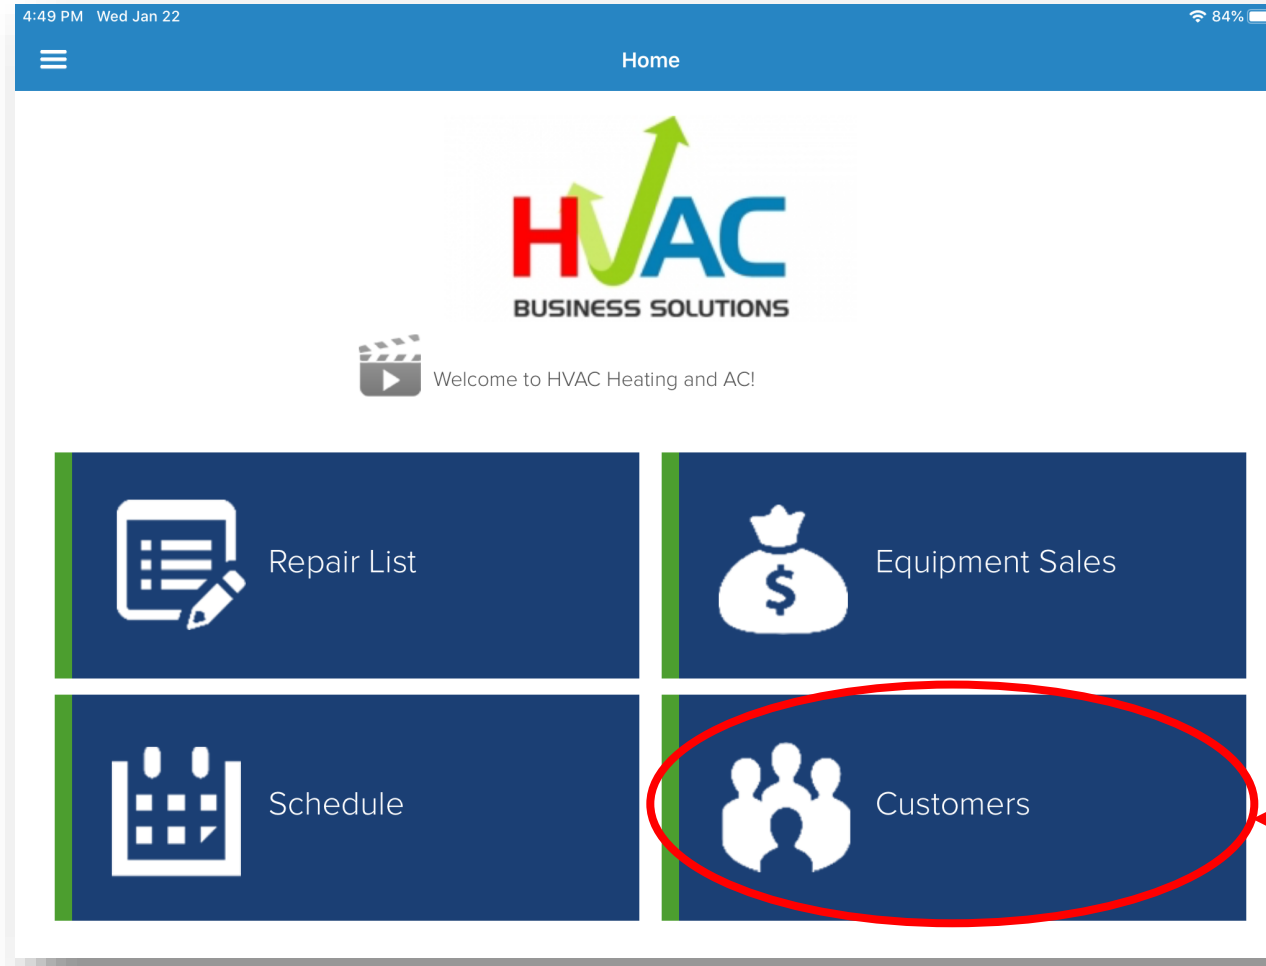 4:49 PM Wed Jan 22
84%
Home
HVAC
BUSINESS SOLUTIONS
Welcome to HVAC Heating and AC!
Repair List
$
Equipment Sales
Schedule
Customers